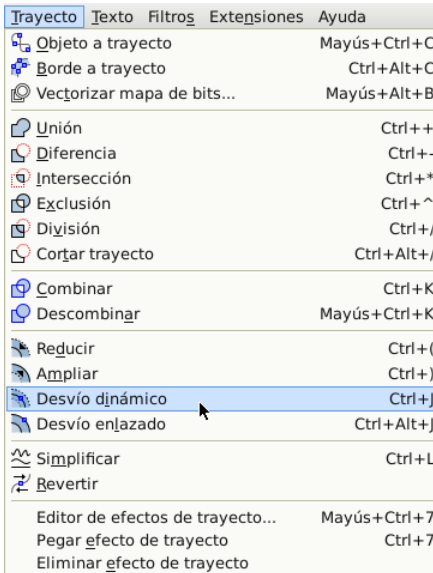 Trayecto Texto Filtros Extensiones Ayuda
Objeto a trayecto Mayús+Ctrl+C
Borde a trayecto Ctrl+Alt+C
Vectorizar mapa de bits... Mayús+Alt+B
Unión Ctrl++
Diferencia Ctrl+-
Intersección Ctrl+*
Exclusión Ctrl+^
División Ctrl+/
Cortar trayecto Ctrl+Alt+/
Combinar Ctrl+K
Descombinar Mayús+Ctrl+K
Reducir Ctrl+(
Ampliar Ctrl+)
Desvío dinámico Ctrl+J
Desvío enlazado Ctrl+Alt+J
Simplificar Ctrl+L
Revertir
Editor de efectos de trayecto... Mayús+Ctrl+7
Pegar efecto de trayecto Ctrl+7
Eliminar efecto de trayecto